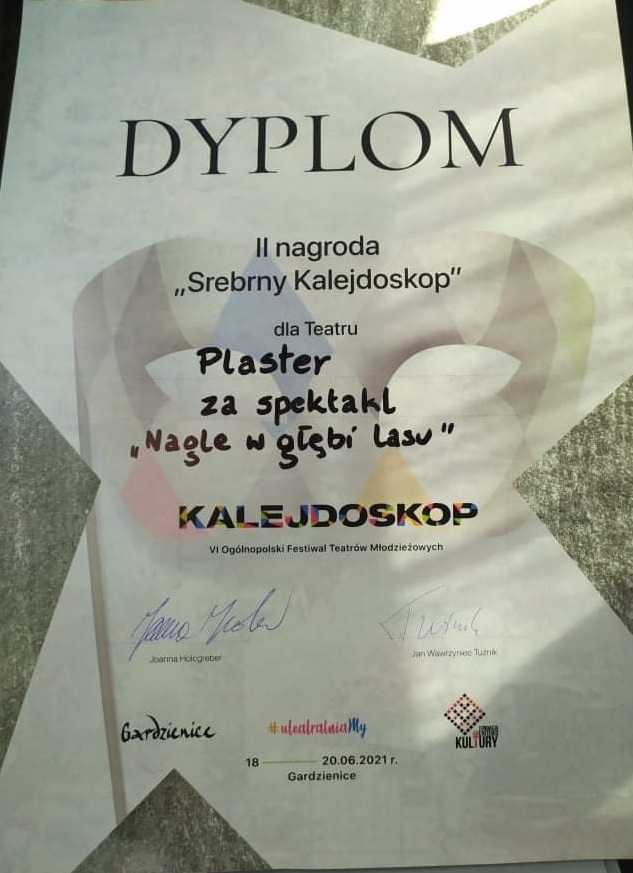 DYPLOM
II nagroda
„Srebrny Kalejdoskop"
dla Teatru
Plaster
za spektakl
„Nagle w głębi lasu"
KALEJDOSKOP
VI Ogólnopolski Festiwal Teatrów Młodzieżowych
Joanna Holcgreber
Jan Wawrzyniec Tuźnik
Gardzienice
#uteatralniaMy
KULTURY
18 20.06.2021 r.
Gardzienice